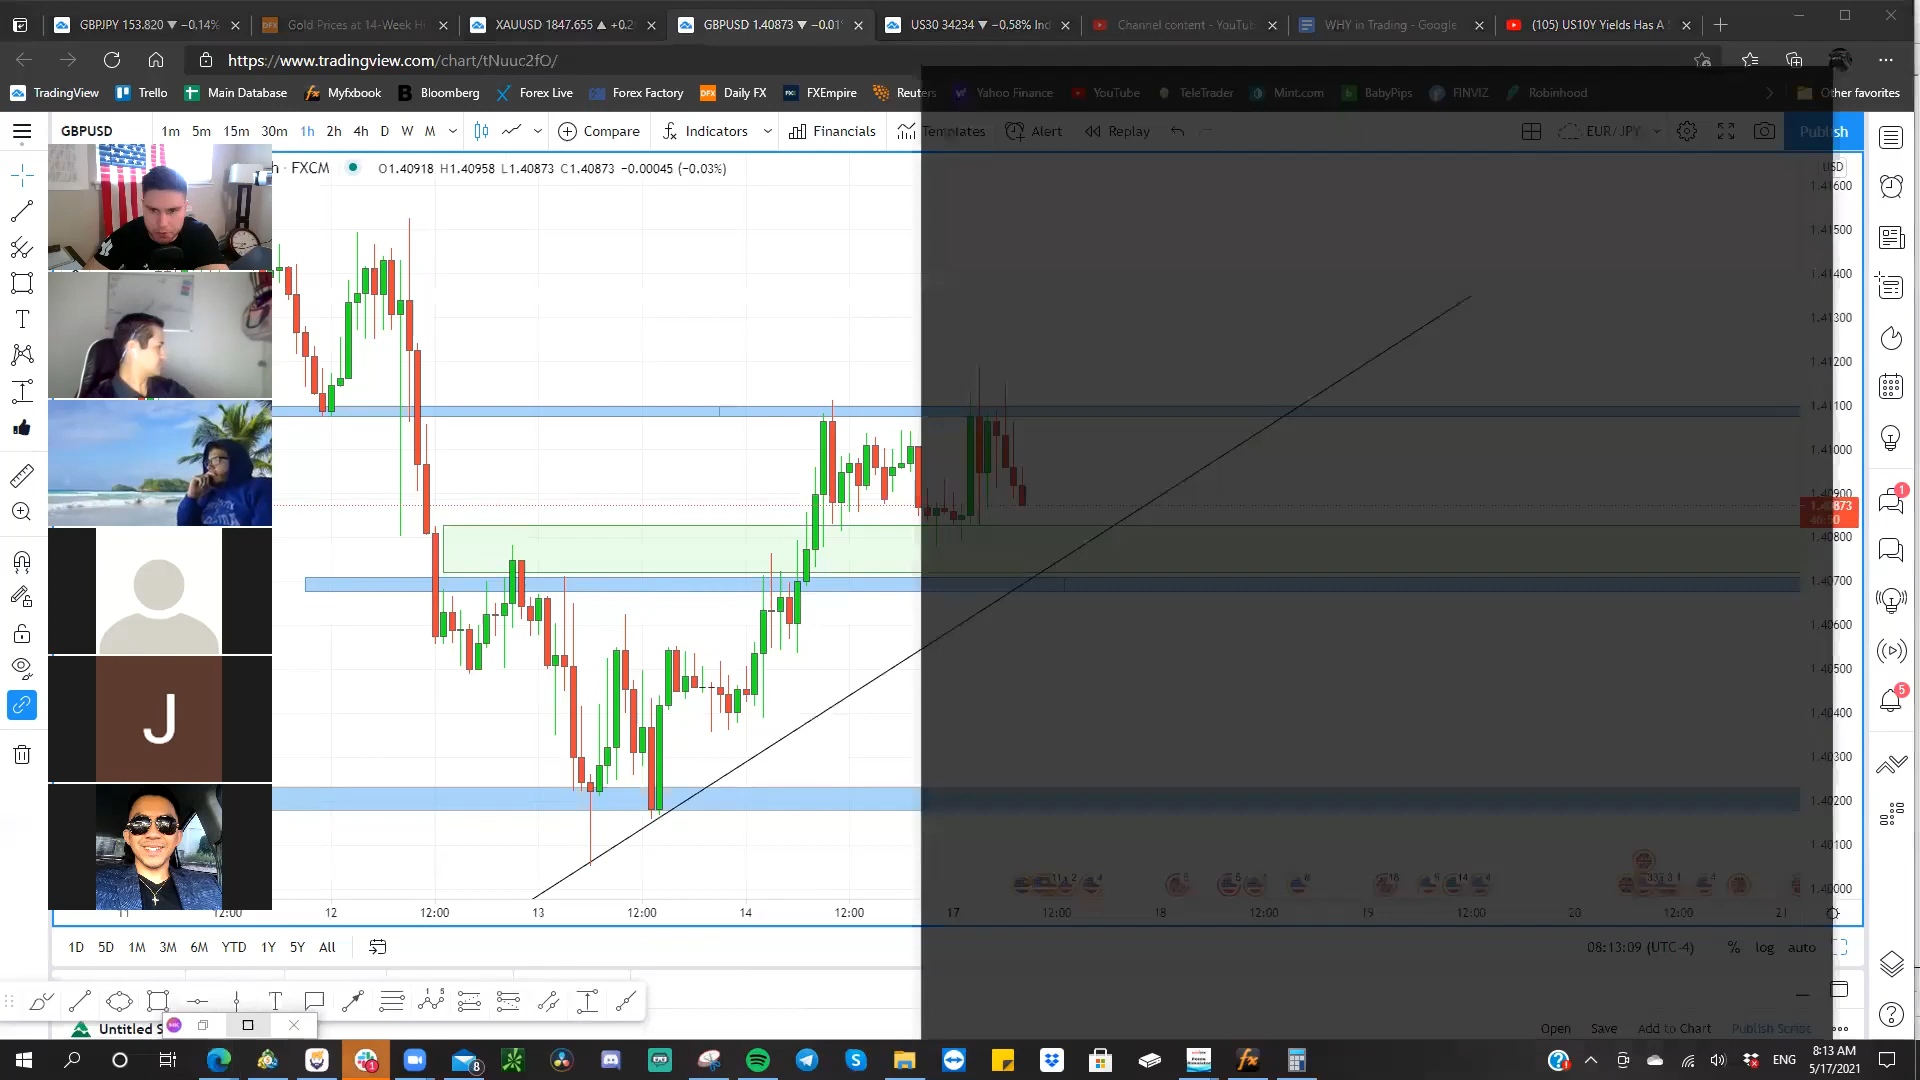 GBPJPY 153.820 ▼ −0.14%
Gold Prices at 14-Week Hi
XAUUSD 1847.655 ▲ +0.2
GBPUSD 1.40873 ▼ −0.01
US30 34234 ▼ −0.58% Ind
Channel content - YouTub
WHY in Trading - Google
(105) US10Y Yields Has A
https://www.tradingview.com/chart/tNuuc2fO/
TradingView
Trello
Main Database
Myfxbook
Bloomberg
Forex Live
Forex Factory
Daily FX
FXEmpire
Reuters
Yahoo Finance
YouTube
TeleTrader
Mint.com
BabyPips
FINVIZ
Robinhood
Other favorites
GBPUSD
1m 5m 15m 30m 1h 2h 4h D W M
Compare
Indicators
Financials
Templates
Alert
Replay
EUR/JPY
Publish
h · FXCM
O1.40918 H1.40958 L1.40873 C1.40873 −0.00045 (−0.03%)
USD
1.41600
1.41500
1.41400
1.41300
1.41200
1.41100
1.41000
1.40900
1.40873
46:50
1.40800
1.40700
1.40600
1.40500
1.40400
1.40300
1.40200
1.40100
1.40000
J
11 12:00 12 12:00 13 12:00 14 12:00 17 12:00 18 12:00 19 12:00 20 12:00 21
1D 5D 1M 3M 6M YTD 1Y 5Y All
08:13:09 (UTC-4) % log auto
Untitled S
MK
Open Save Add to Chart Publish Script
ENG
8:13 AM
5/17/2021